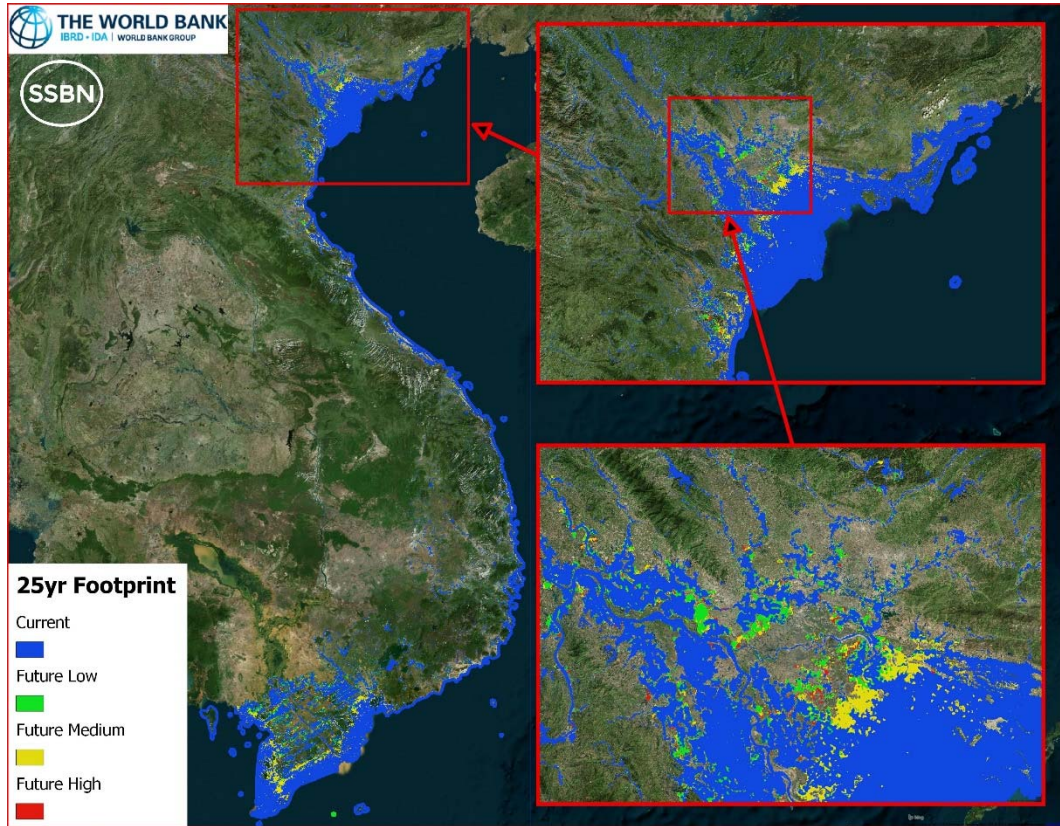 THE WORLD BANK
IBRD • IDA | WORLD BANK GROUP
SSBN
25yr Footprint
Current
Future Low
Future Medium
Future High